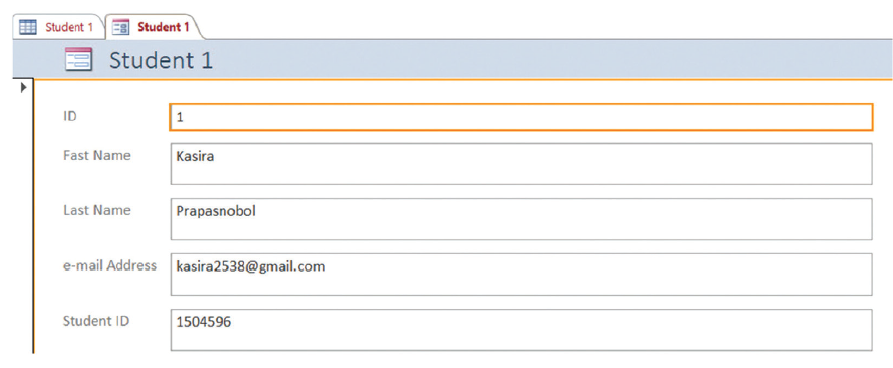 Student 1 Student 1
Student 1
ID 1
Fast Name Kasira
Last Name Prapasnobol
e-mail Address kasira2538@gmail.com
Student ID 1504596